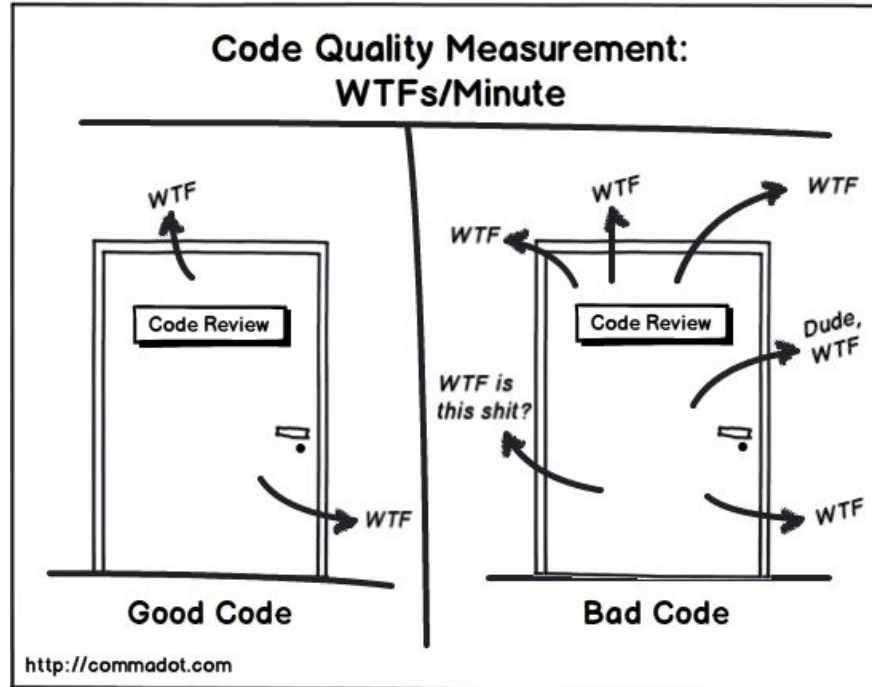 Code Quality Measurement:
WTFs/Minute
WTF
Code Review
WTF
Good Code
WTF
WTF
WTF
Code Review
Dude,
WTF
WTF is
this shit?
WTF
Bad Code
http://commadot.com